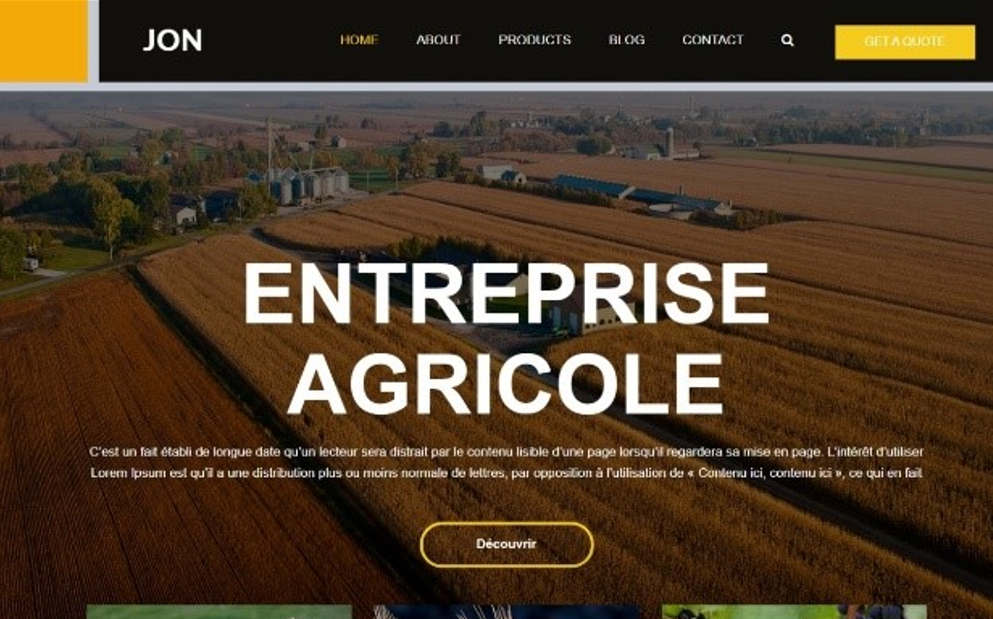 JON
HOME ABOUT PRODUCTS BLOG CONTACT GET A QUOTE
ENTREPRISE
AGRICOLE
C'est un fait établi de longue date qu'un lecteur sera distrait par le contenu lisible d'une page lorsqu'il regardera sa mise en page. L'intérêt d'utiliser
Lorem Ipsum est qu'il a une distribution plus ou moins normale de lettres, par opposition à l'utilisation de « Contenu ici, contenu ici », ce qui en fait
Découvrir